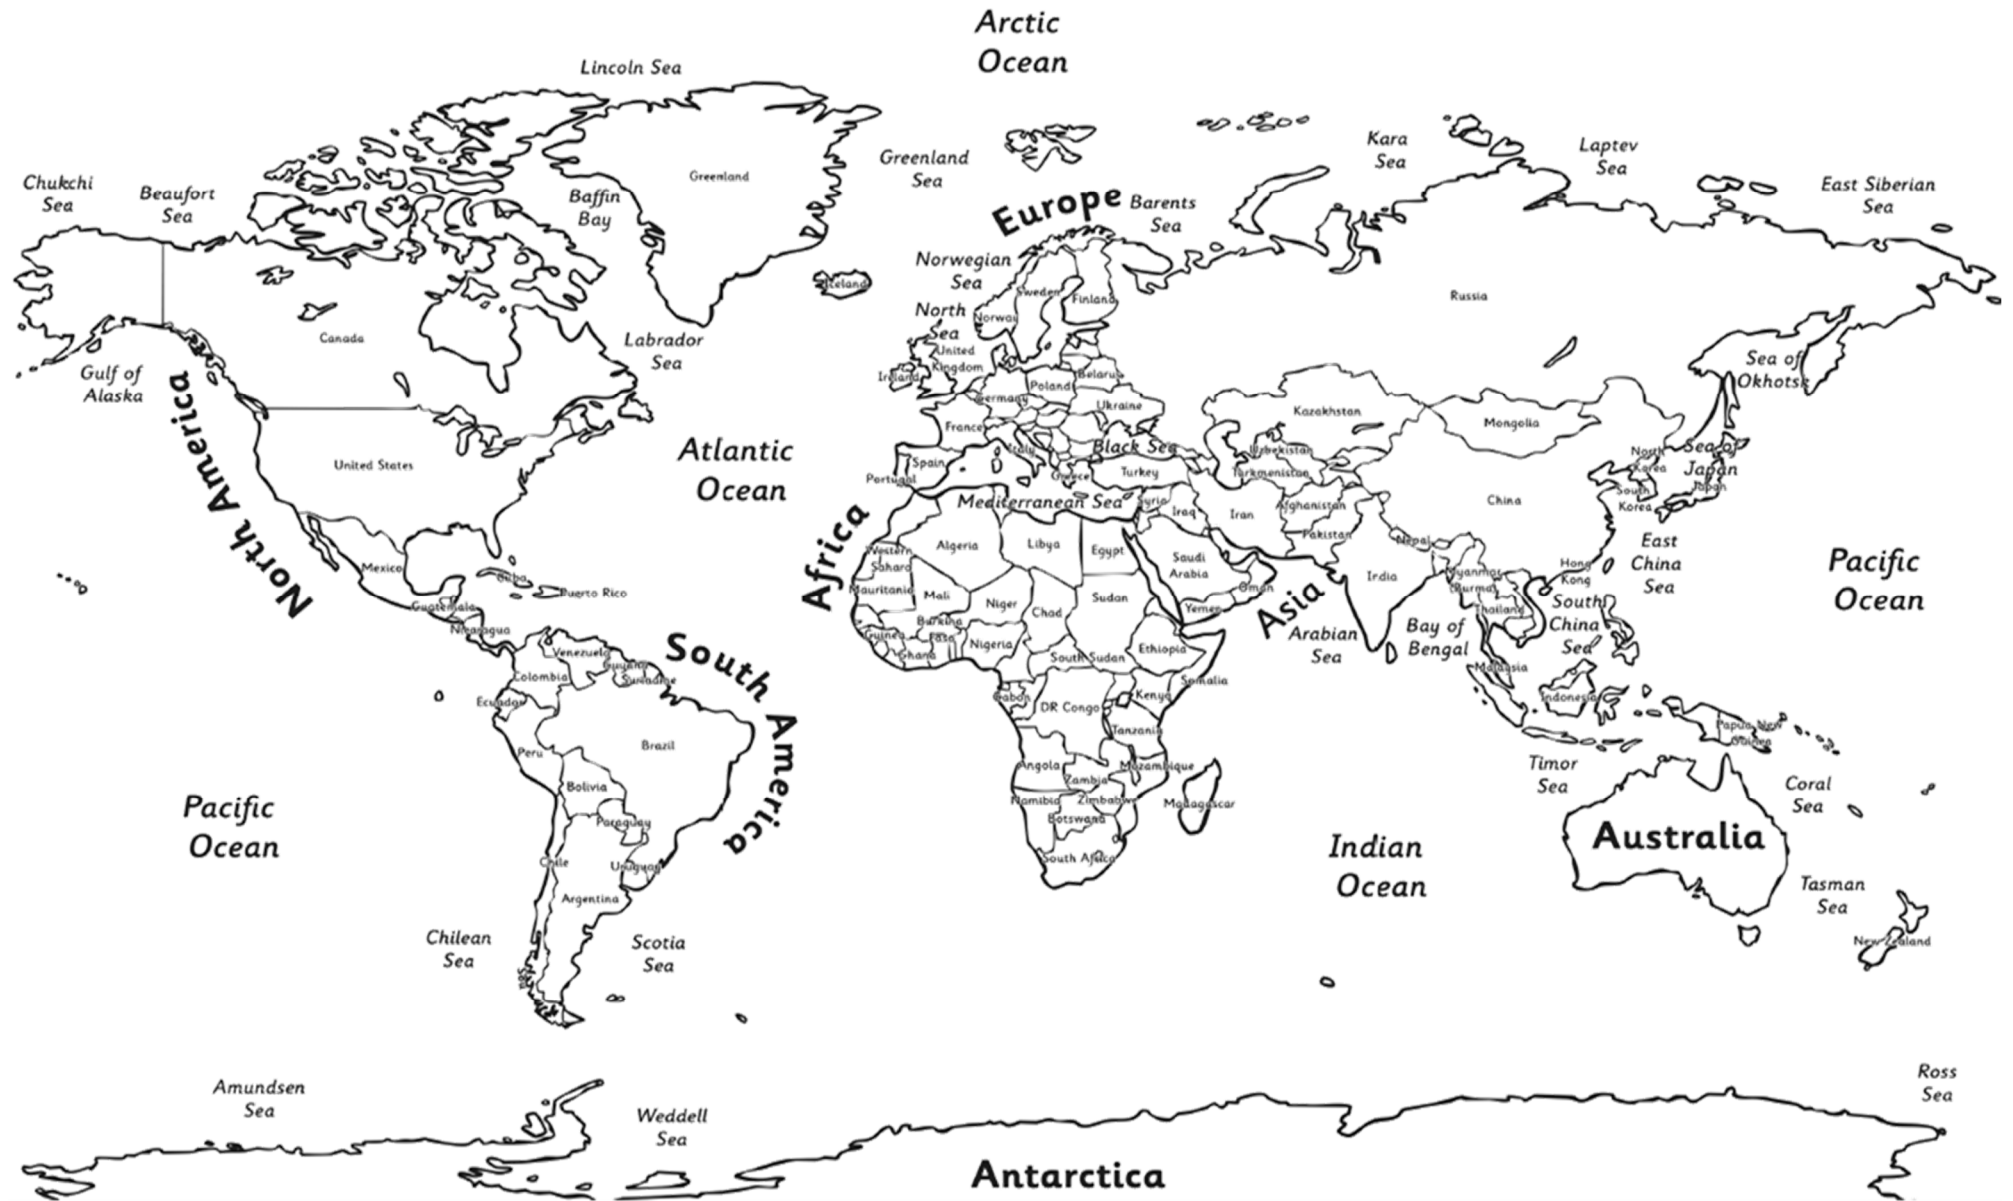 Arctic
Ocean
Lincoln Sea
Greenland
Sea
Kara
Sea
Laptev
Sea
Chukchi
Sea
Beaufort
Sea
Baffin
Bay
Greenland
Europe
Barents
Sea
East Siberian
Sea
Norwegian
Sea
Iceland
Sweden
Finland
Norway
Russia
North
Sea
Canada
Labrador
Sea
United
Kingdom
Ireland
Gulf of
Alaska
Sea of
Okhotsk
Poland
Belarus
Germany
Ukraine
Kazakhstan
Mongolia
France
North America
Atlantic
Ocean
Italy
Black Sea
Uzbekistan
North
Korea
Sea of
Japan
United States
Spain
Portugal
Greece
Turkey
Turkmenistan
Japan
South
Korea
Mediterranean Sea
Syria
Iraq
Iran
Afghanistan
China
Pakistan
Africa
Algeria
Libya
Egypt
Saudi
Arabia
Nepal
East
China
Sea
Pacific
Ocean
Western
Sahara
Mexico
Cuba
Puerto Rico
Mauritania
Mali
Niger
Chad
Sudan
Oman
Yemen
Asia
India
Myanmar
(Burma)
Hong
Kong
Thailand
South
China
Sea
Guatemala
Nicaragua
Guinea
Burkina
Faso
Ghana
Nigeria
Ethiopia
Arabian
Sea
Bay of
Bengal
Venezuela
Guyana
Suriname
Colombia
South America
South Sudan
Somalia
Malaysia
Ecuador
Gabon
DR Congo
Kenya
Indonesia
Peru
Brazil
Tanzania
Papua New
Guinea
Bolivia
Angola
Zambia
Mozambique
Timor
Sea
Coral
Sea
Pacific
Ocean
Paraguay
Namibia
Zimbabwe
Botswana
Madagascar
Australia
Indian
Ocean
Chile
Uruguay
South Africa
Argentina
Tasman
Sea
Chilean
Sea
Scotia
Sea
New Zealand
Amundsen
Sea
Weddell
Sea
Ross
Sea
Antarctica